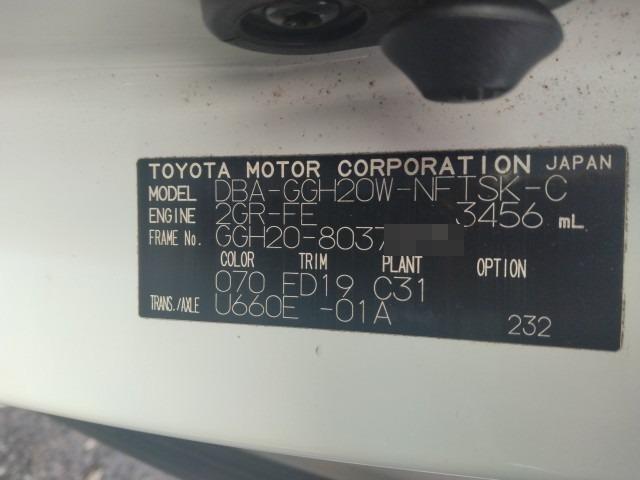 TOYOTA MOTOR CORPORATION JAPAN
MODEL DBA-GGH20W-NFTSK-C
ENGINE 2GR-FE 3456 mL
FRAME No. GGH20-8037
COLOR TRIM PLANT OPTION
070 FD19 C31
TRANS./AXLE U660E -01A
232